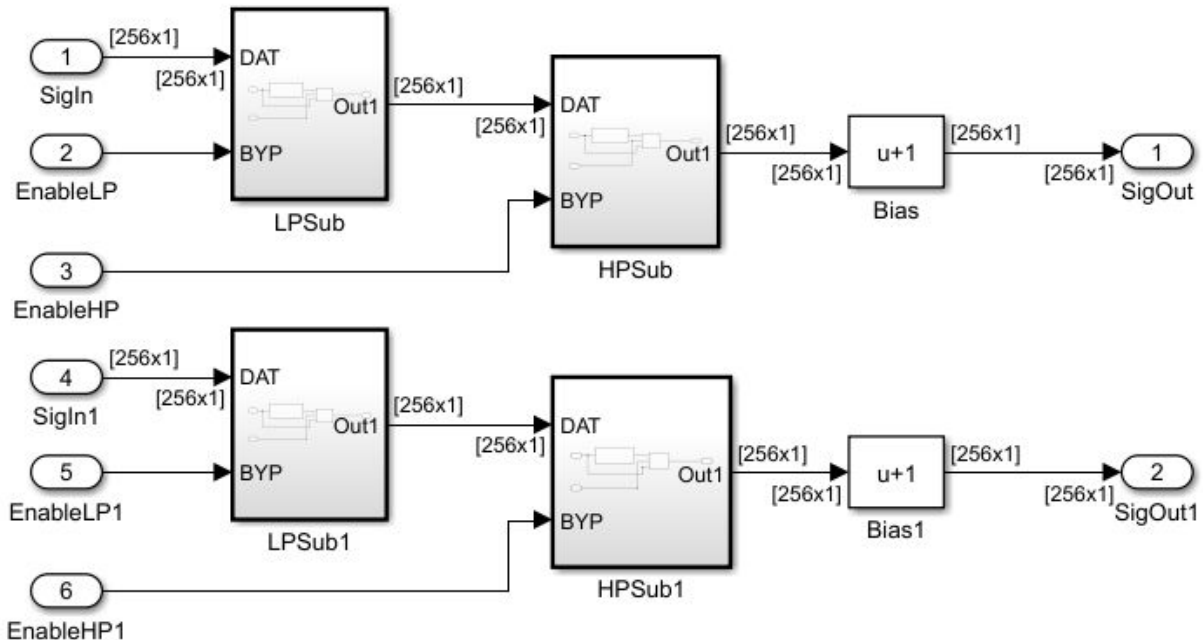 [256x1]
1
[256x1]
SigIn
DAT
Out1
2
EnableLP
BYP
LPSub
[256x1]
[256x1]
DAT
Out1
3
EnableHP
BYP
HPSub
[256x1]
[256x1]
u+1
Bias
[256x1]
[256x1]
1
SigOut
[256x1]
4
[256x1]
SigIn1
DAT
Out1
5
EnableLP1
BYP
LPSub1
[256x1]
[256x1]
DAT
Out1
6
EnableHP1
BYP
HPSub1
[256x1]
[256x1]
u+1
Bias1
[256x1]
[256x1]
2
SigOut1